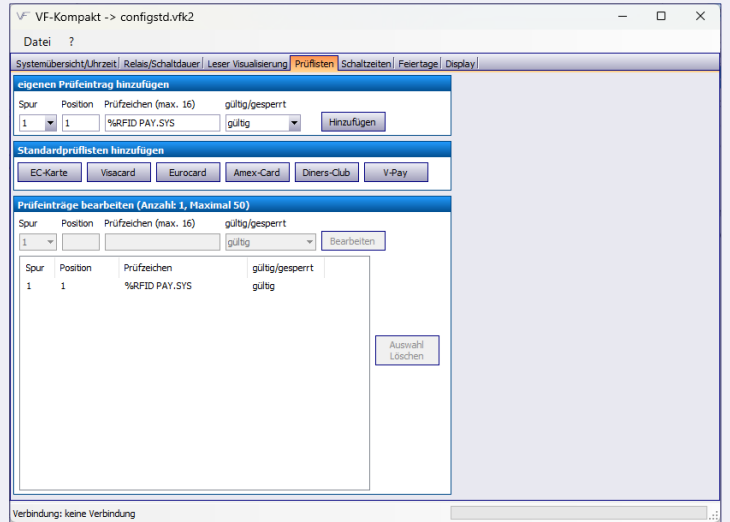 VF VF-Kompakt -> configstd.vfk2
Datei ?
Systemübersicht/Uhrzeit Relais/Schaltdauer Leser Visualisierung Prüflisten Schaltzeiten Feiertage Display
eigenen Prüfeintrag hinzufügen
Spur Position Prüfzeichen (max. 16) gültig/gesperrt
1 1 %RFID PAY.SYS gültig Hinzufügen
Standardprüflisten hinzufügen
EC-Karte Visacard Eurocard Amex-Card Diners-Club V-Pay
Prüfeinträge bearbeiten (Anzahl: 1, Maximal 50)
Spur Position Prüfzeichen (max. 16) gültig/gesperrt
1 gültig Bearbeiten
Spur Position Prüfzeichen gültig/gesperrt
1 1 %RFID PAY.SYS gültig
Auswahl
Löschen
Verbindung: keine Verbindung